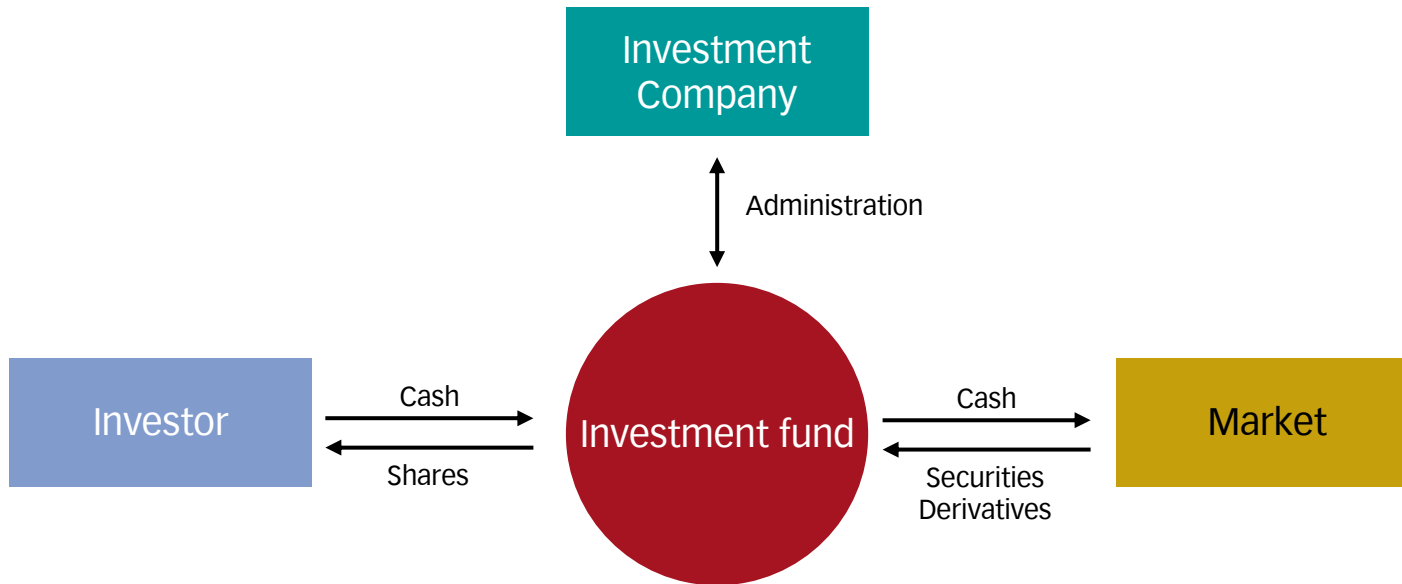 Investment
Company
Administration
Investor
Cash
Shares
Investment fund
Cash
Securities
Derivatives
Market